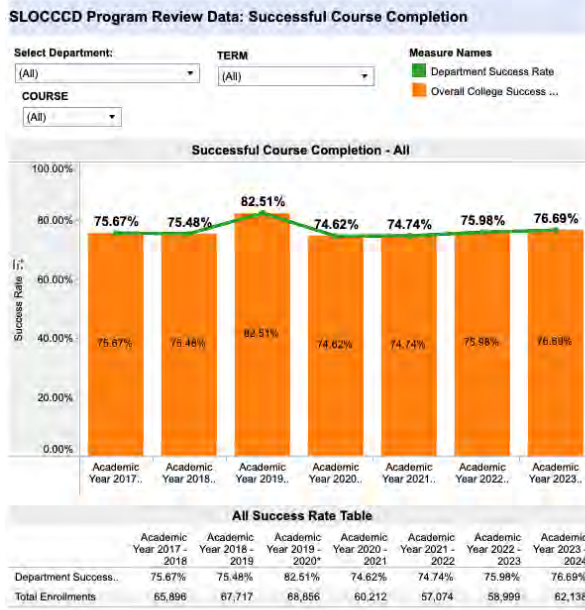 SLOCCCD Program Review Data: Successful Course Completion
Select Department:
(All)
TERM
(All)
COURSE
(All)
Measure Names
Department Success Rate
Overall College Success ...
Successful Course Completion - All
100.00%
80.00%
60.00%
40.00%
20.00%
0.00%
Success Rate
75.67% 75.48% 82.51% 74.62% 74.74% 75.98% 76.69%
75.67% 75.48% 82.51% 74.62% 74.74% 75.98% 76.69%
Academic Academic Academic Academic Academic Academic Academic
Year 2017.. Year 2018.. Year 2019.. Year 2020.. Year 2021.. Year 2022.. Year 2023..
All Success Rate Table
Academic Academic Academic Academic Academic Academic Academic
Year 2017 - Year 2018 - Year 2019 - Year 2020 - Year 2021 - Year 2022 - Year 2023 -
2018 2019 2020* 2021 2022 2023 2024
Department Success.. 75.67% 75.48% 82.51% 74.62% 74.74% 75.98% 76.69%
Total Enrollments 65,896 67,717 68,856 60,212 57,074 58,999 62,138